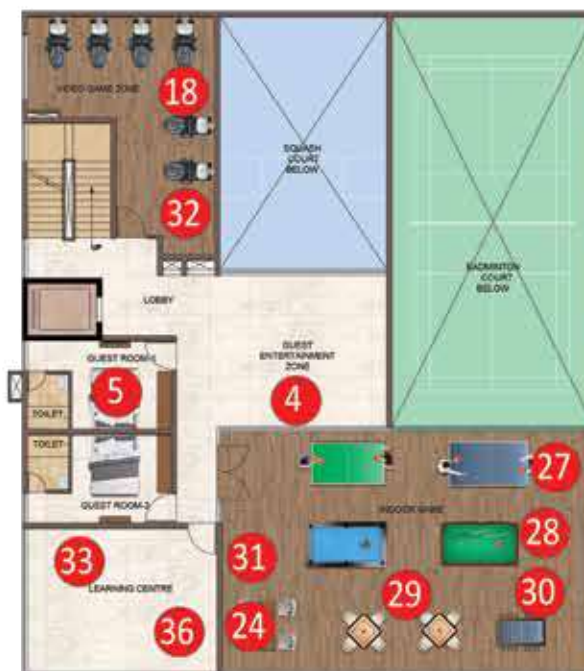 18
VIDEO GAME ZONE
SQUASH
COURT
BELOW
32
BADMINTON
COURT
BELOW
LOBBY
GUEST
ENTERTAINMENT
ZONE
GUEST ROOM-1
5
4
TOILET
TOILET
27
GUEST ROOM-2
INDOOR GAME
28
33
31
LEARNING CENTRE
29
30
36
24